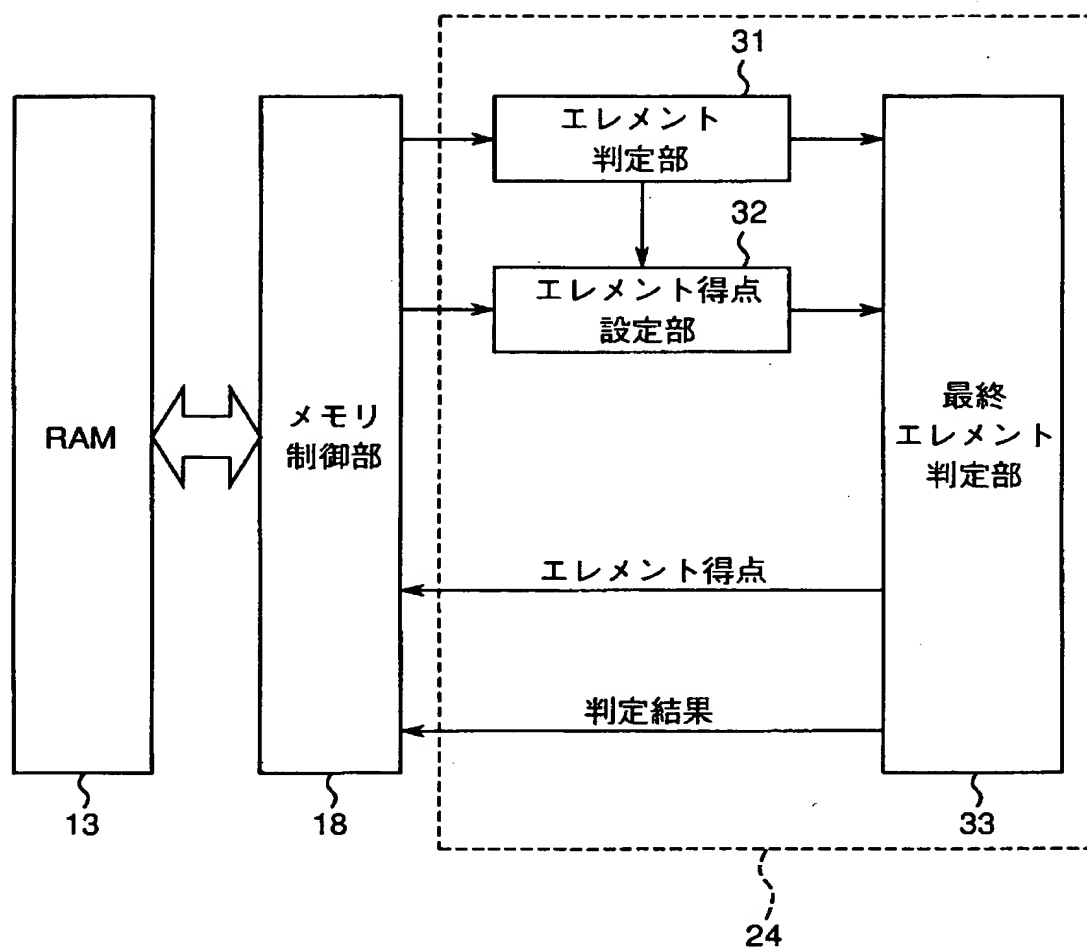 31
エレメント
判定部
32
エレメント得点
設定部
RAM
メモリ
制御部
最終
エレメント
判定部
エレメント得点
判定結果
13
18
33
24